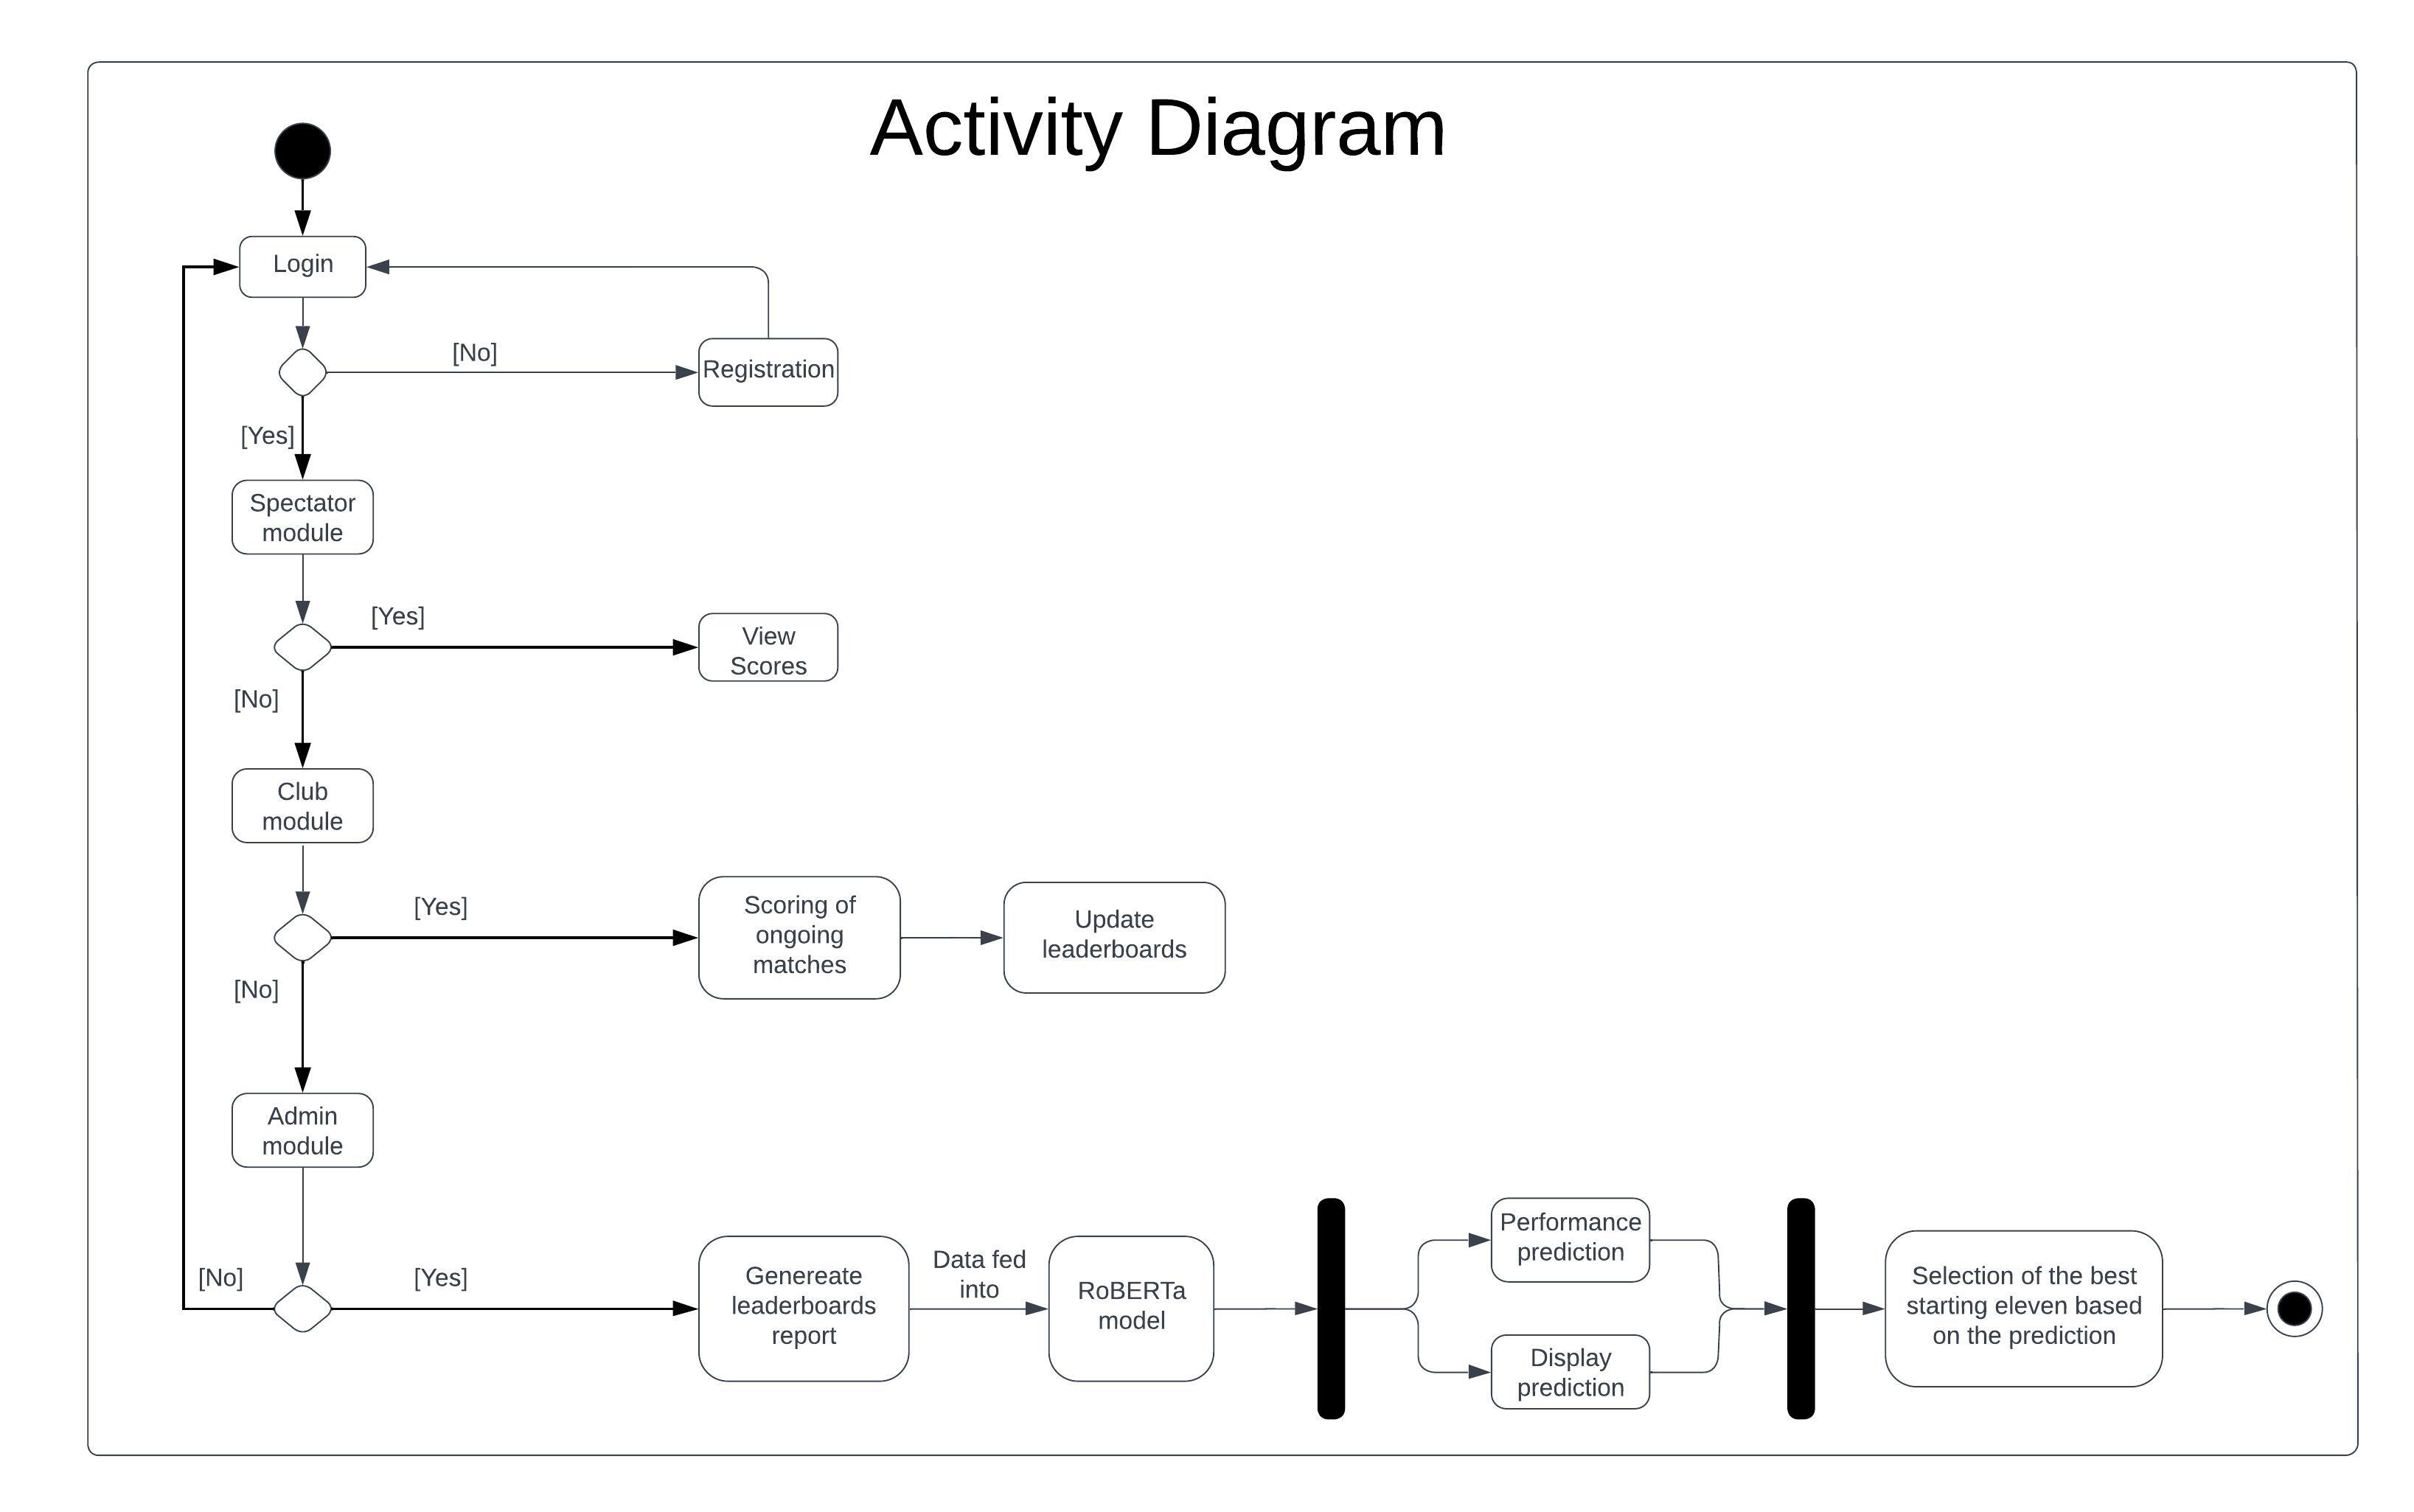 Activity Diagram
Login
[No]
Registration
[Yes]
Spectator
module
[Yes]
View
Scores
[No]
Club
module
[Yes]
Scoring of
ongoing
matches
Update
leaderboards
[No]
Admin
module
[No]
[Yes]
Genereate
leaderboards
report
Data fed
into
RoBERTa
model
Performance
prediction
Display
prediction
Selection of the best
starting eleven based
on the prediction